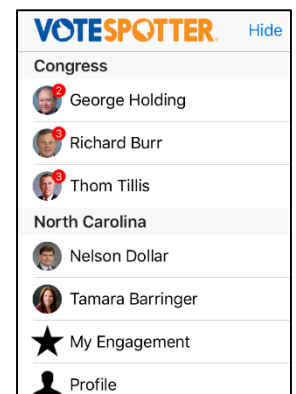 VOTESPOTTER. Hide
Congress
2 George Holding
3 Richard Burr
3 Thom Tillis
North Carolina
Nelson Dollar
Tamara Barringer
My Engagement
Profile